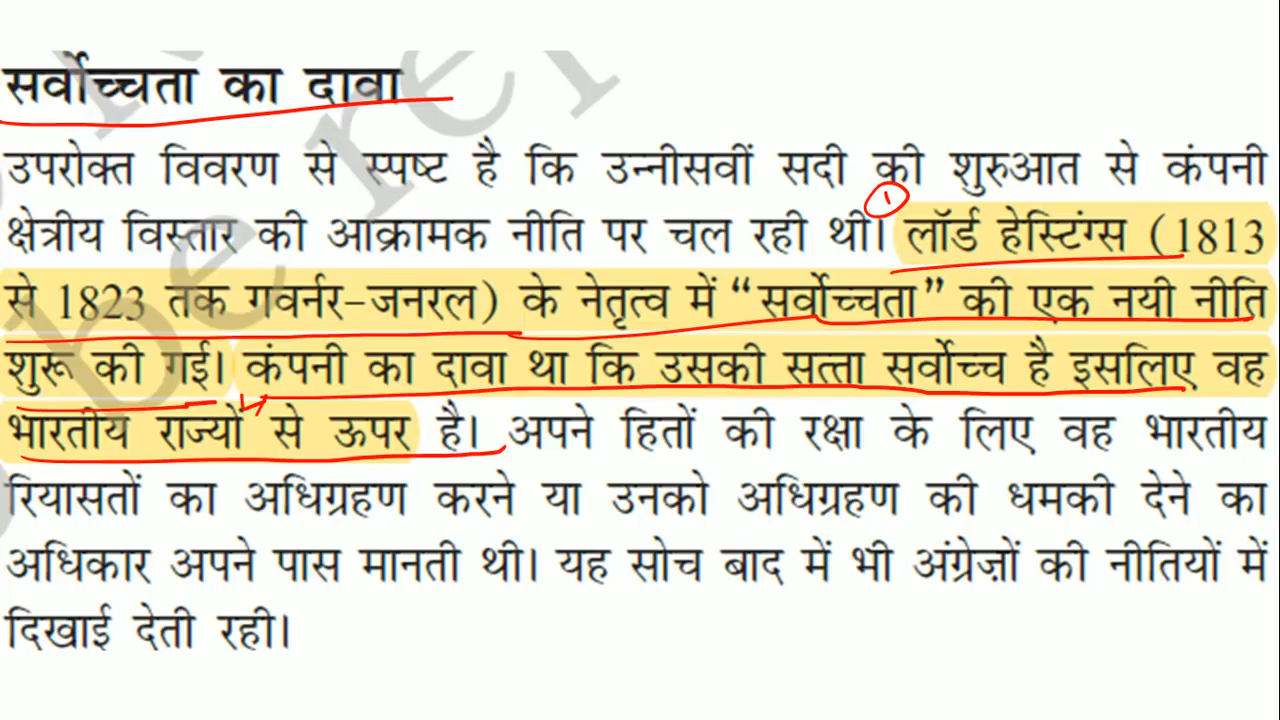 सर्वोच्चता का दावा
उपरोक्त विवरण से स्पष्ट है कि उन्नीसवीं सदी की शुरुआत से कंपनी
क्षेत्रीय विस्तार की आक्रामक नीति पर चल रही थी। लॉर्ड हेस्टिंग्स (1813
से 1823 तक गवर्नर-जनरल) के नेतृत्व में “सर्वोच्चता” की एक नयी नीति
शुरू की गई। कंपनी का दावा था कि उसकी सत्ता सर्वोच्च है इसलिए वह
भारतीय राज्यों से ऊपर है। अपने हितों की रक्षा के लिए वह भारतीय
रियासतों का अधिग्रहण करने या उनको अधिग्रहण की धमकी देने का
अधिकार अपने पास मानती थी। यह सोच बाद में भी अंग्रेज़ों की नीतियों में
दिखाई देती रही।